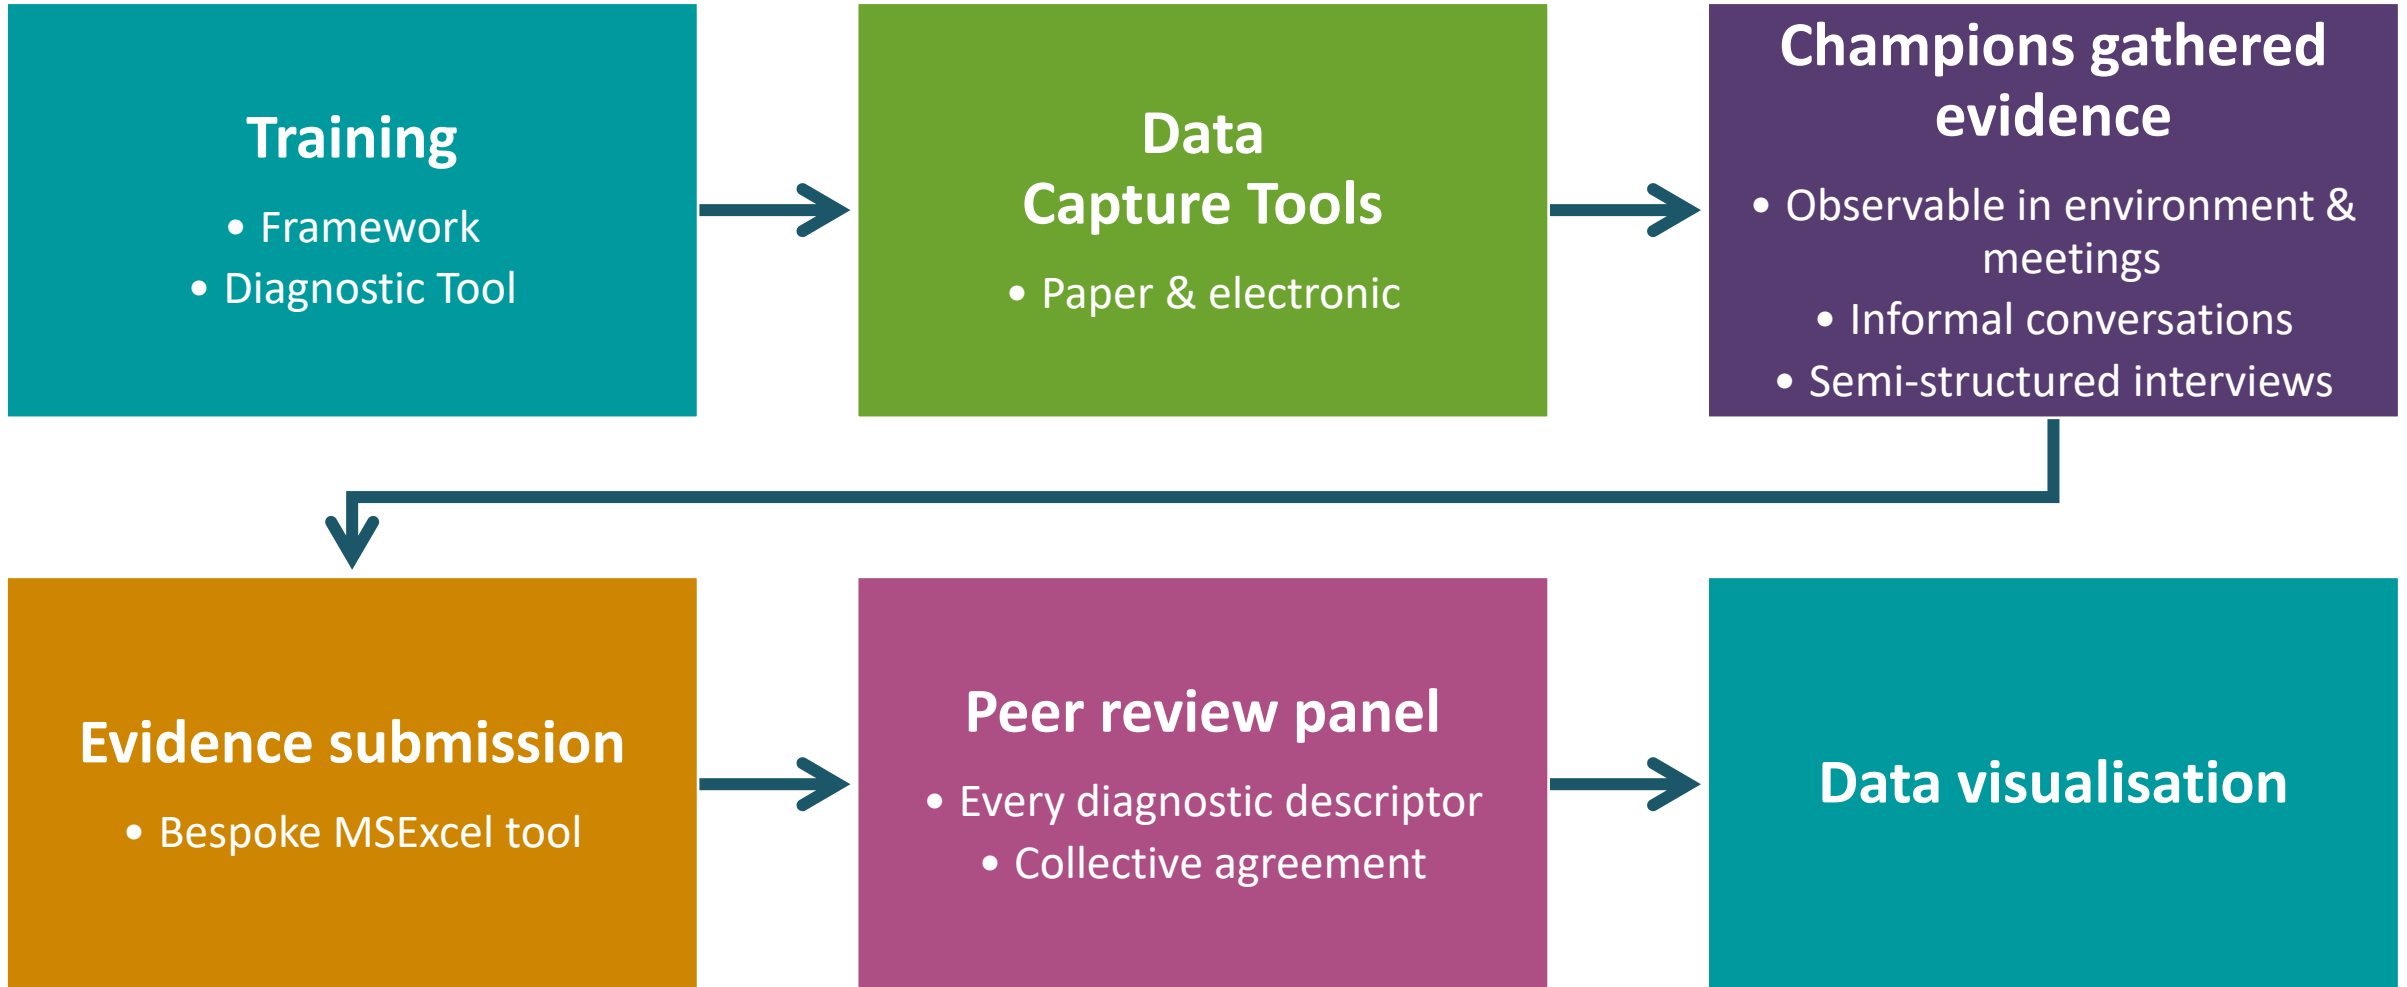 Training
• Framework
• Diagnostic Tool
Data
Capture Tools
• Paper & electronic
Champions gathered
evidence
• Observable in environment &
meetings
• Informal conversations
• Semi-structured interviews
Evidence submission
• Bespoke MSExcel tool
Peer review panel
• Every diagnostic descriptor
• Collective agreement
Data visualisation